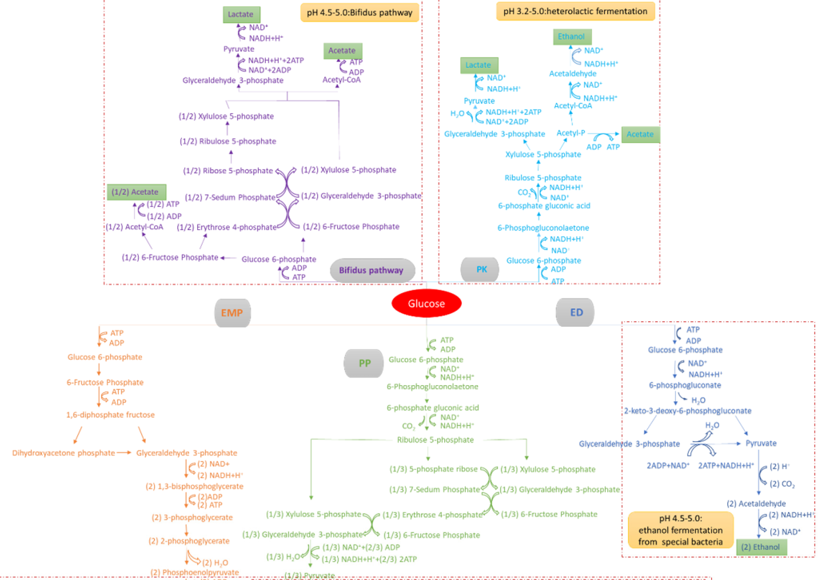 pH 4.5-5.0:Bifidus pathway
Lactate
NAD⁺
NADH+H⁺
Pyruvate
NADH+H⁺+2ATP
NAD⁺+2ADP
Glyceraldehyde 3-phosphate
Acetate
ATP
ADP
Acetyl-CoA
(1/2) Xylulose 5-phosphate
(1/2) Ribulose 5-phosphate
(1/2) Ribose 5-phosphate
(1/2) Xylulose 5-phosphate
(1/2) 7-Sedum Phosphate
(1/2) Glyceraldehyde 3-phosphate
(1/2) Acetate
(1/2) ATP
(1/2) ADP
(1/2) Acetyl-CoA
(1/2) Erythrose 4-phosphate
(1/2) 6-Fructose Phosphate
(1/2) 6-Fructose Phosphate
Glucose 6-phosphate
ADP
ATP
Bifidus pathway
pH 3.2-5.0:heterolactic fermentation
Ethanol
NAD⁺
NADH+H⁺
Acetaldehyde
NAD⁺
NADH+H⁺
Acetyl-CoA
Lactate
NAD⁺
NADH+H⁺
Pyruvate
H₂O
NADH+H⁺+2ATP
NAD⁺+2ADP
Glyceraldehyde 3-phosphate
Acetyl-P
ADP ATP
Acetate
Xylulose 5-phosphate
Ribulose 5-phosphate
CO₂
NADH+H⁺
NAD⁺
6-phosphate gluconic acid
6-Phosphogluconolaetone
NADH+H⁺
NAD⁺
Glucose 6-phosphate
ADP
ATP
PK
Glucose
EMP
ATP
ADP
Glucose 6-phosphate
6-Fructose Phosphate
ATP
ADP
1,6-diphosphate fructose
Dihydroxyacetone phosphate
Glyceraldehyde 3-phosphate
(2) NAD+
(2) NADH+H⁺
(2) 1,3-bisphosphoglycerate
(2)ADP
(2) ATP
(2) 3-phosphoglycerate
(2) 2-phosphoglycerate
(2) H₂O
(2) Phosphoenolpyruvate
PP
ATP
ADP
Glucose 6-phosphate
NAD⁺
NADH+H⁺
6-Phosphogluconolaetone
6-phosphate gluconic acid
CO₂
NAD⁺
NADH+H⁺
Ribulose 5-phosphate
(1/3) 5-phosphate ribose
(1/3) Xylulose 5-phosphate
(1/3) 7-Sedum Phosphate
(1/3) Glyceraldehyde 3-phosphate
(1/3) Xylulose 5-phosphate
(1/3) Erythrose 4-phosphate
(1/3) 6-Fructose Phosphate
(1/3) Glyceraldehyde 3-phosphate
(1/3) 6-Fructose Phosphate
(1/3) H₂O
(1/3) NAD⁺+(2/3) ADP
(1/3) NADH+H⁺+(2/3) 2ATP
(1/3) Pyruvate
ED
ATP
ADP
Glucose 6-phosphate
NAD⁺
NADH+H⁺
6-phosphogluconate
H₂O
2-keto-3-deoxy-6-phosphogluconate
H₂O
Glyceraldehyde 3-phosphate
Pyruvate
2ADP+NAD⁺
2ATP+NADH+H⁺
(2) H⁻
(2) CO₂
(2) Acetaldehyde
(2) NADH+H⁺
(2) NAD⁺
(2) Ethanol
pH 4.5-5.0:
ethanol fermentation
from special bacteria